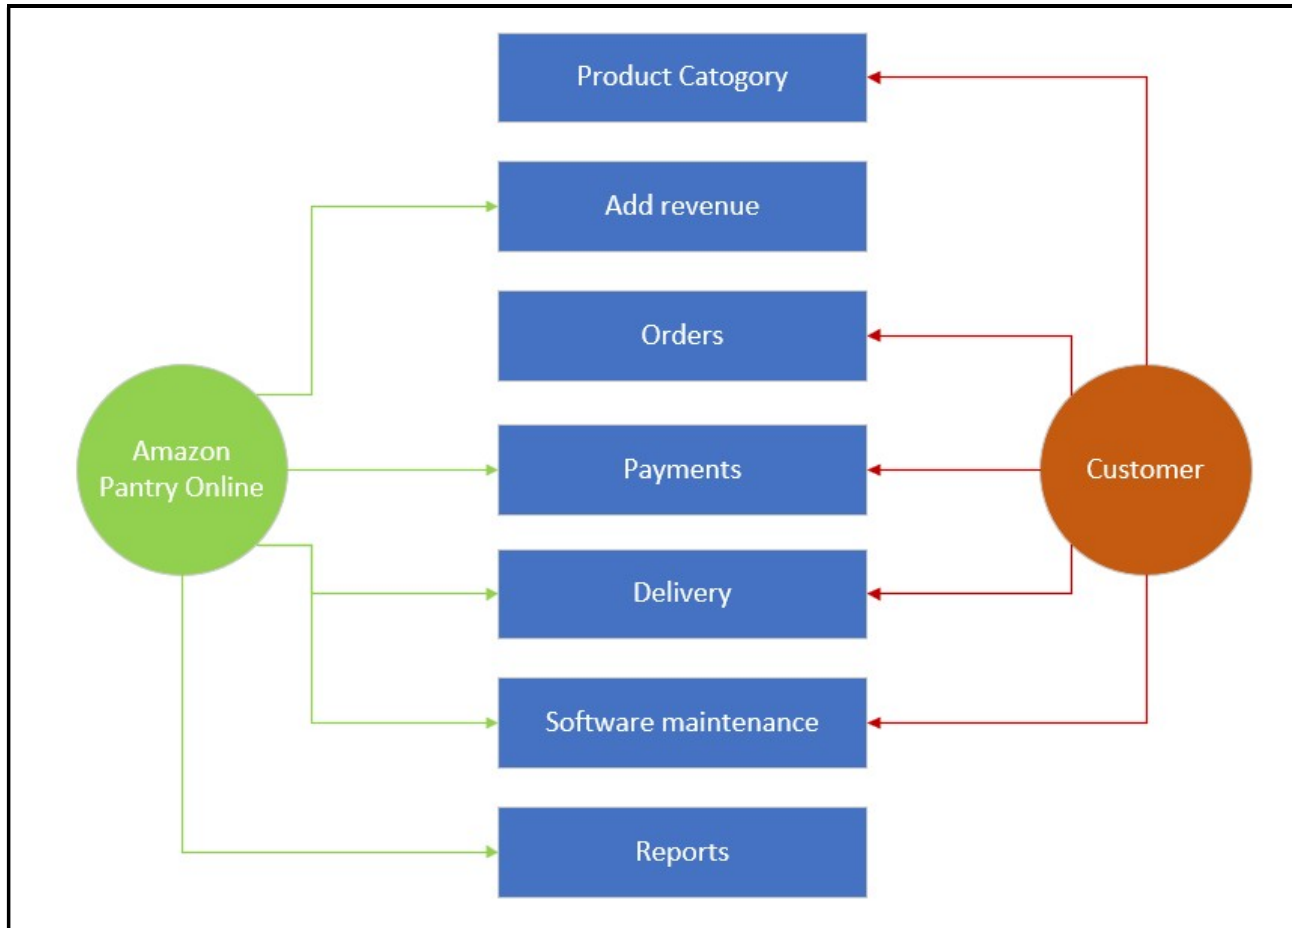 Product Catogory
Add revenue
Orders
Amazon
Pantry Online
Payments
Customer
Delivery
Software maintenance
Reports